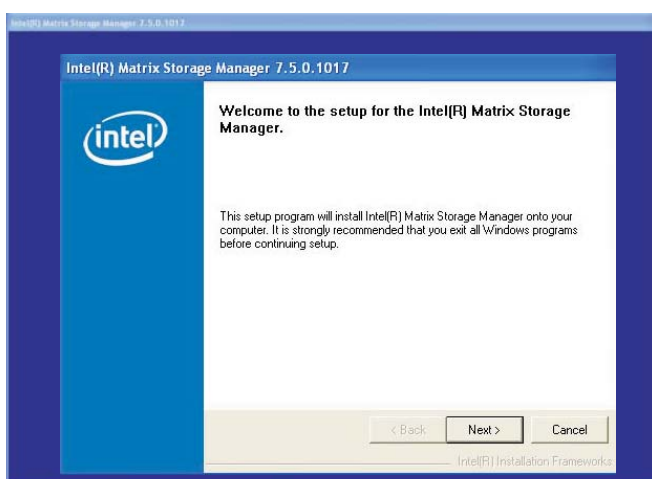 Intel(R) Matrix Storage Manager 7.5.0.1017
Intel(R) Matrix Storage Manager 7.5.0.1017
intel
Welcome to the setup for the Intel(R) Matrix Storage
Manager.
This setup program will install Intel(R) Matrix Storage Manager onto your
computer. It is strongly recommended that you exit all Windows programs
before continuing setup.
< Back Next > Cancel
Intel(R) Installation Frameworks